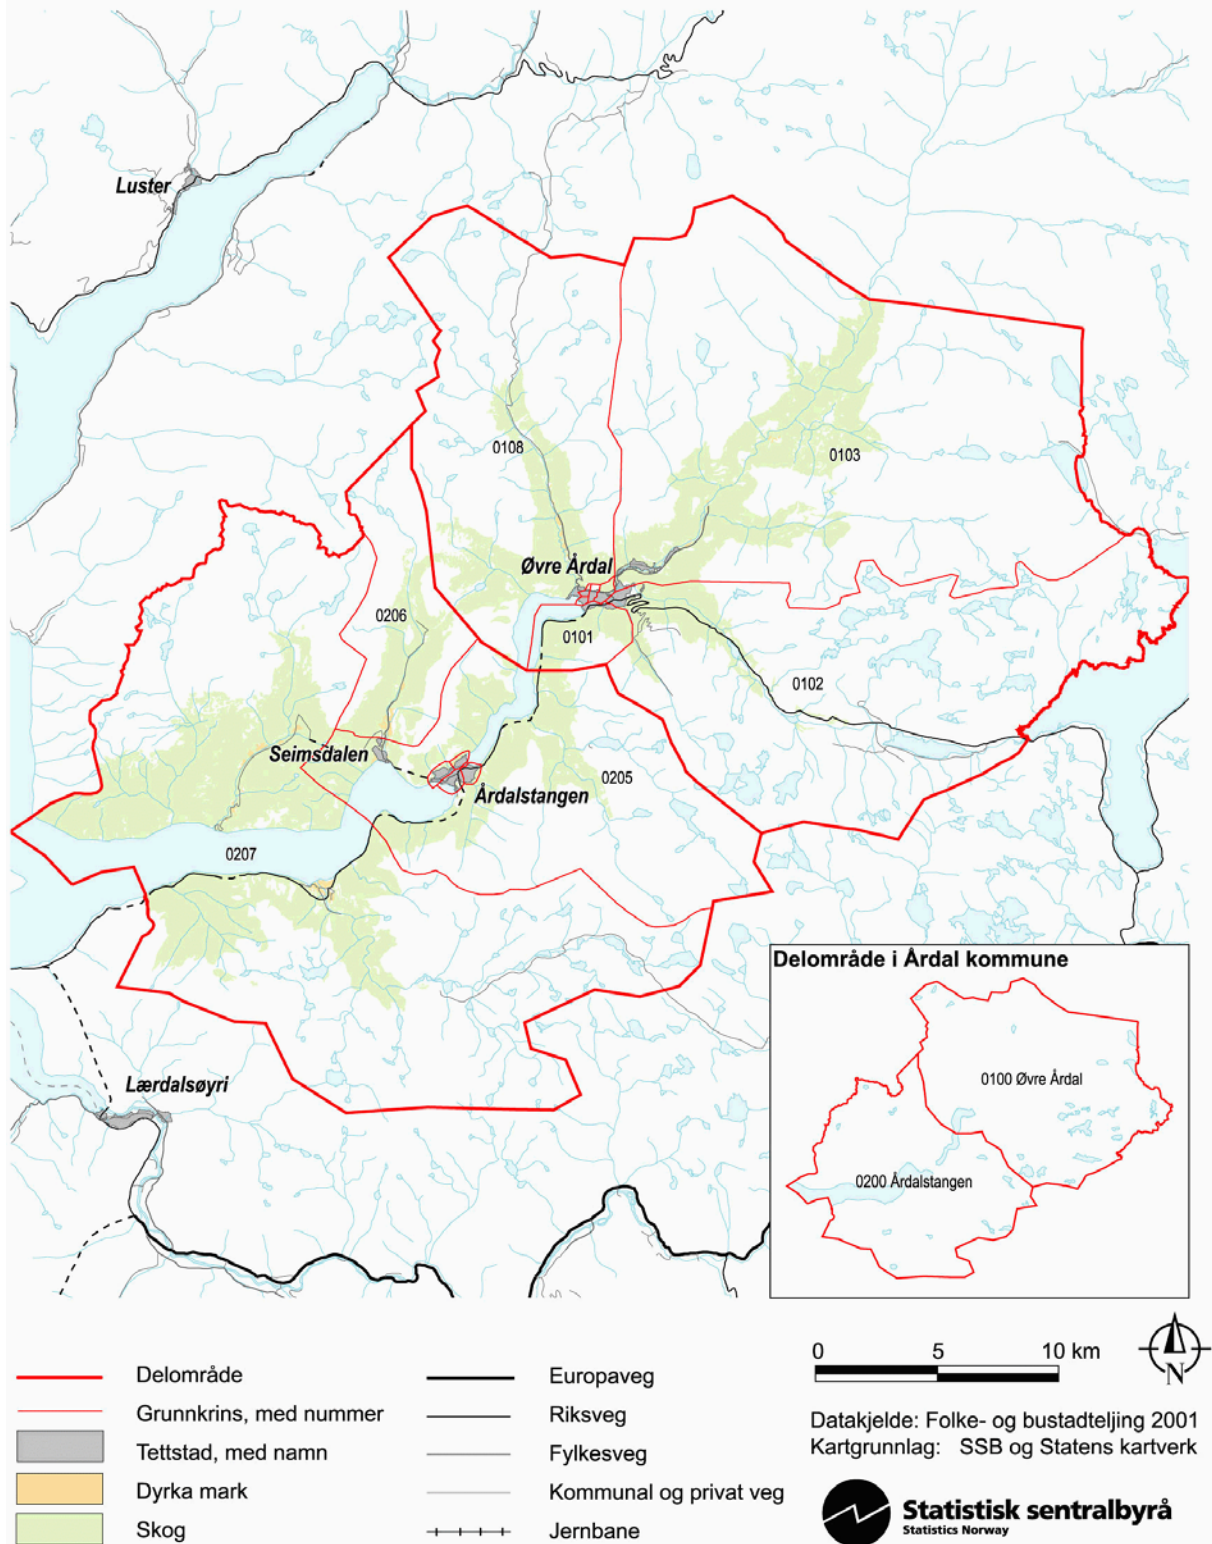 Luster
0108
0103
Øvre Årdal
0206
0101
0102
Seimsdalen
0205
Årdalstangen
0207
Delområde i Årdal kommune
0100 Øvre Årdal
0200 Årdalstangen
Lærdalsøyri
Delområde
Grunnkrins, med nummer
Tettstad, med namn
Dyrka mark
Skog
Europaveg
Riksveg
Fylkesveg
Kommunal og privat veg
Jernbane
0 5 10 km
N
Datakjelde: Folke- og bustadteljing 2001
Kartgrunnlag: SSB og Statens kartverk
Statistisk sentralbyrå
Statistics Norway